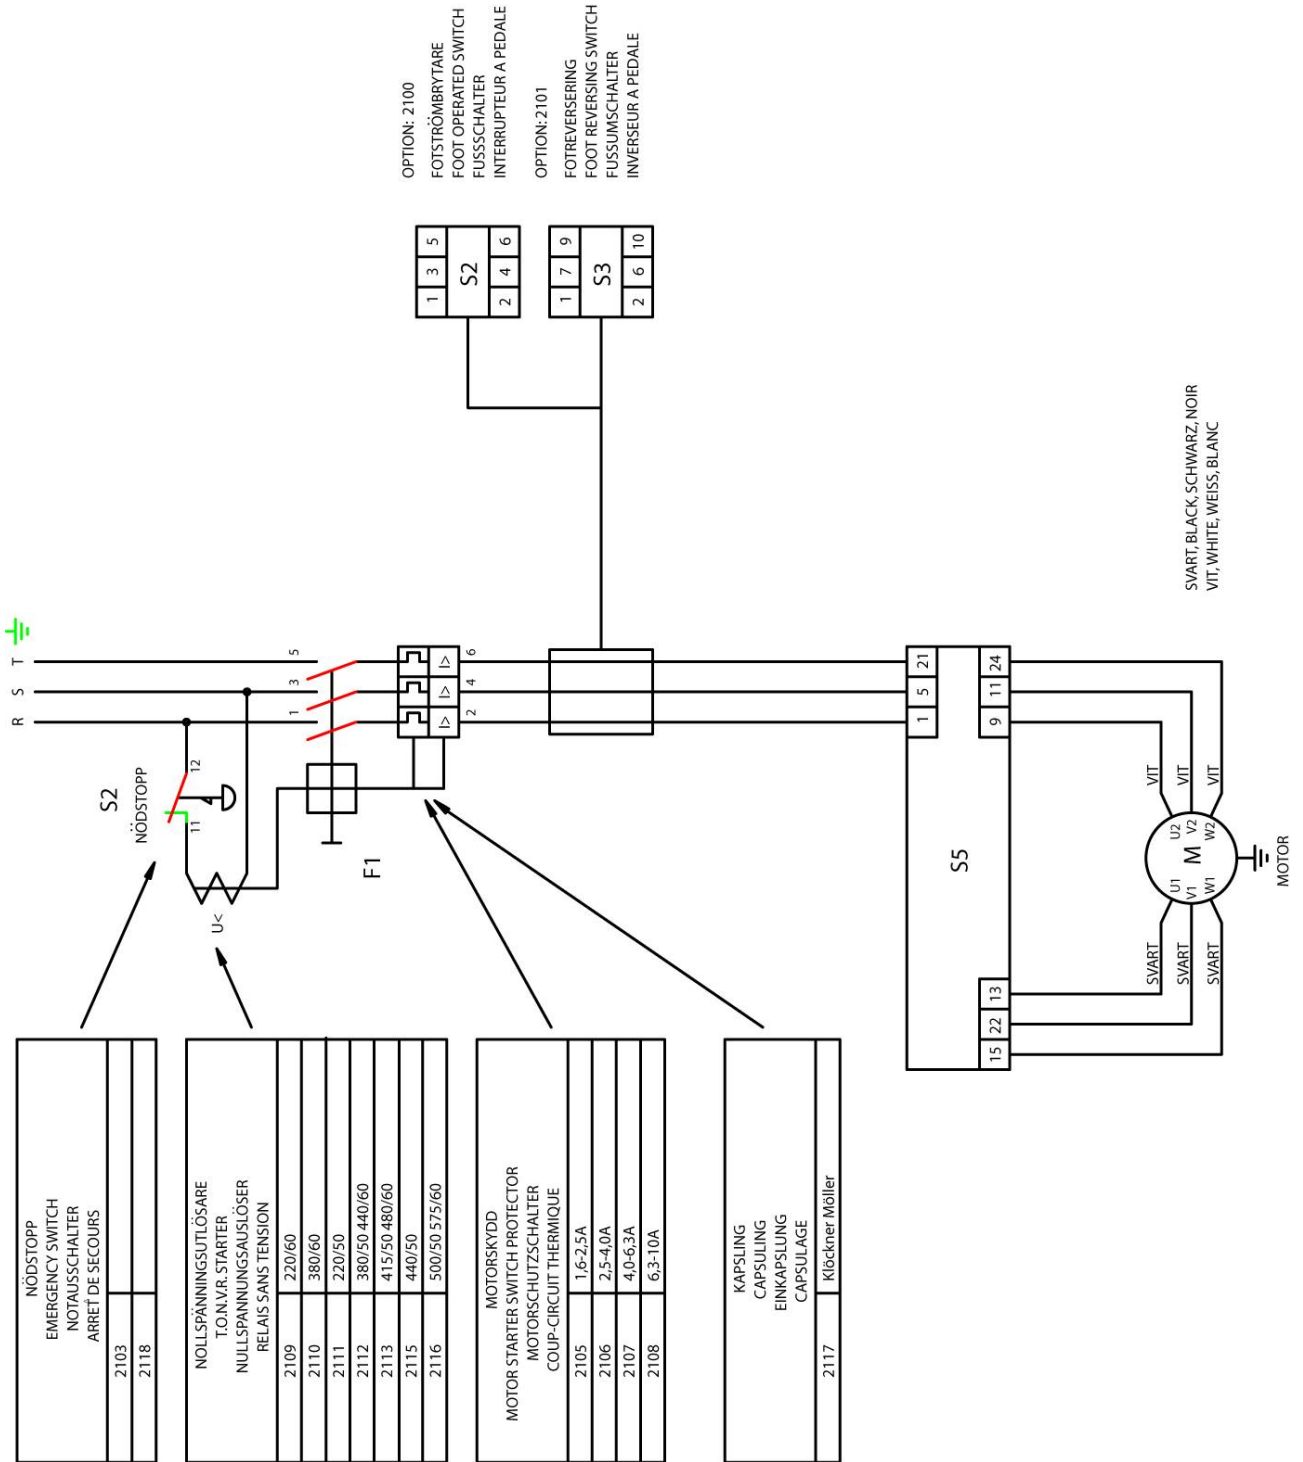 NÖDSTOPP
EMERGENCY SWITCH
NOTAUSSCHALTER
ARRET DE SECOURS
2103
2118
NOLLSPÄNNINGSUTLÖSARE
T.O.N.V.R. STARTER
NULLSPANNUNGSAUSLÖSER
RELAIS SANS TENSION
2109 220/60
2110 380/60
2111 220/50
2112 380/50 440/60
2113 415/50 480/60
2115 440/50
2116 500/50 575/60
MOTORSKYDD
MOTOR STARTER SWITCH PROTECTOR
MOTORSCHUTZSCHALTER
COUP-CIRCUIT THERMIQUE
2105 1,6-2,5A
2106 2,5-4,0A
2107 4,0-6,3A
2108 6,3-10A
KAPSLING
CAPSULING
EINKAPSLUNG
CAPSULAGE
2117 Klöckner Möller
R
S
T
S2
NÖDSTOPP
11
12
U<
F1
1
3
5
I>
I>
I>
2
4
6
OPTION: 2100
FOTSTRÖMBRYTARE
FOOT OPERATED SWITCH
FUSSSCHALTER
INTERRUPTEUR A PEDALE
1 3 5
S2
2 4 6
OPTION: 2101
FOTREVERSERING
FOOT REVERSING SWITCH
FUSSUMSCHALTER
INVERSEUR A PEDALE
1 7 9
S3
2 6 10
1 5 21
S5
15 22 13
9 11 24
SVART
SVART
SVART
VIT
VIT
VIT
U1
V1
W1
M
U2
V2
W2
MOTOR
SVART, BLACK, SCHWARZ, NOIR
VIT, WHITE, WEISS, BLANC